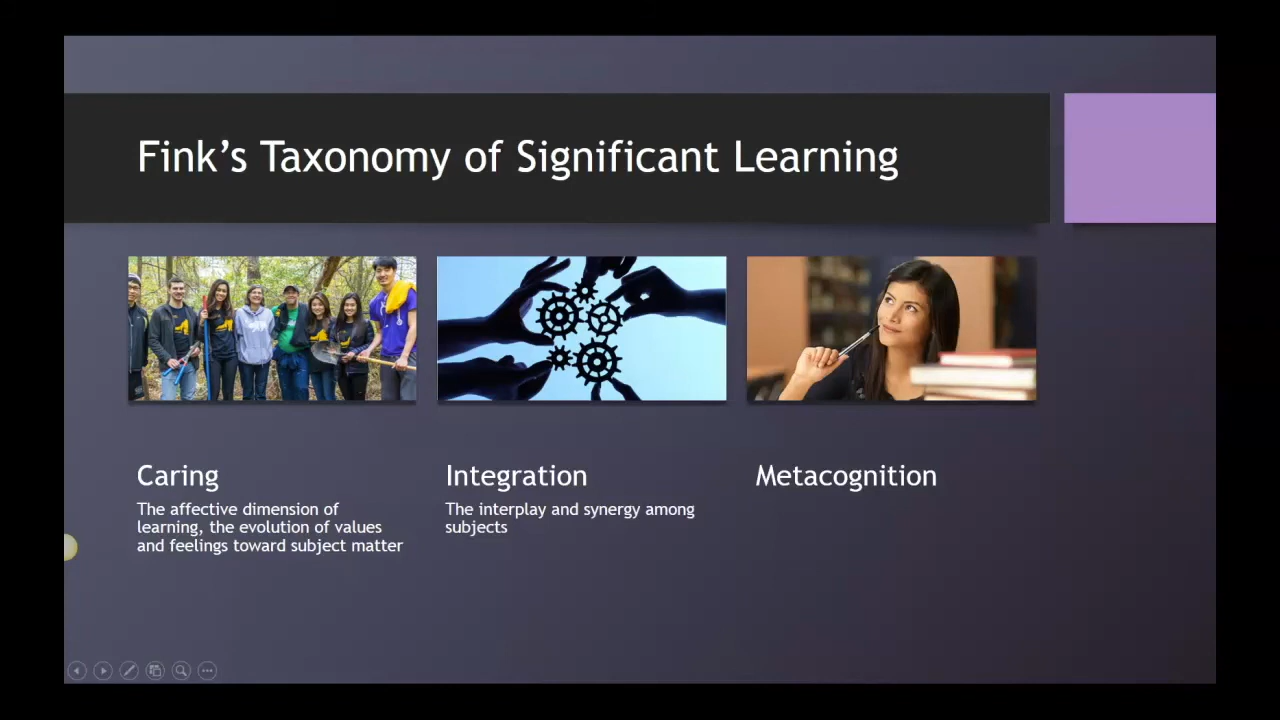 Fink’s Taxonomy of Significant Learning
Caring
The affective dimension of
learning, the evolution of values
and feelings toward subject matter
Integration
The interplay and synergy among
subjects
Metacognition